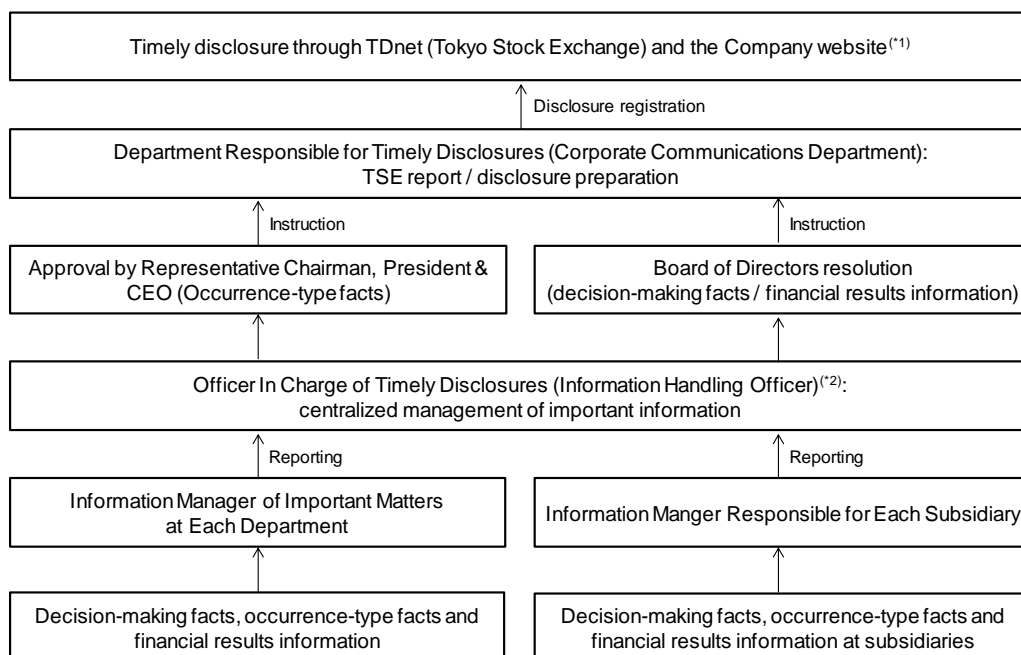 Timely disclosure through TDnet (Tokyo Stock Exchange) and the Company website(*1)
Disclosure registration
Department Responsible for Timely Disclosures (Corporate Communications Department):
TSE report / disclosure preparation
Instruction
Instruction
Approval by Representative Chairman, President &
CEO (Occurrence-type facts)
Board of Directors resolution
(decision-making facts / financial results information)
Officer In Charge of Timely Disclosures (Information Handling Officer)(*2):
centralized management of important information
Reporting
Reporting
Information Manager of Important Matters
at Each Department
Information Manger Responsible for Each Subsidiary
Decision-making facts, occurrence-type facts and
financial results information
Decision-making facts, occurrence-type facts and
financial results information at subsidiaries